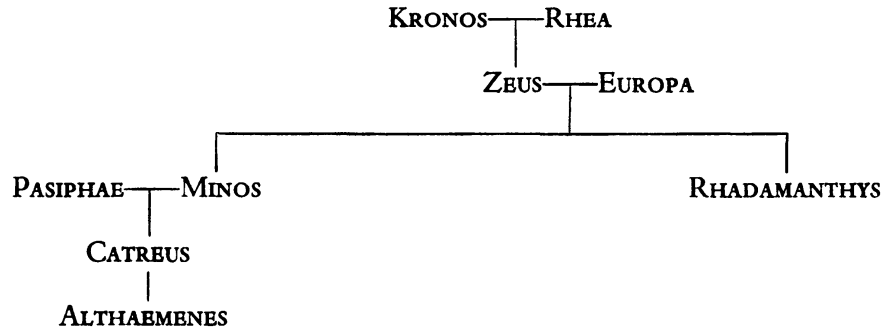 KRONOS RHEA
ZEUS EUROPA
PASIPHAE MINOS RHADAMANTHYS
CATREUS
ALTHAEMENES